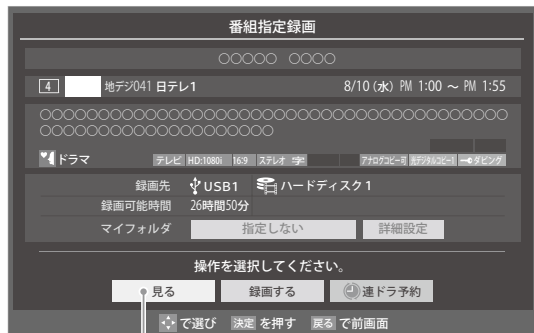 番組指定録画
○○○○○ ○○○○
4 地デジ041 日テレ1 8/10 (水) PM 1:00 ~ PM 1:55
○○○○○○○○○○○○○○○○○○○○○○○○○○○○○○○○○○○○○○○
○○○○○○○○○○○○○○○○○○○
ドラマ テレビ HD:1080i 16:9 ステレオ 字 アナログコピー可 光デジタルコピー1 ダビング
録画先 USB1 ハードディスク1
録画可能時間 26時間50分
マイフォルダ 指定しない 詳細設定
操作を選択してください。
見る 録画する 連ドラ予約
で選び 決定 を押す 戻る で前画面